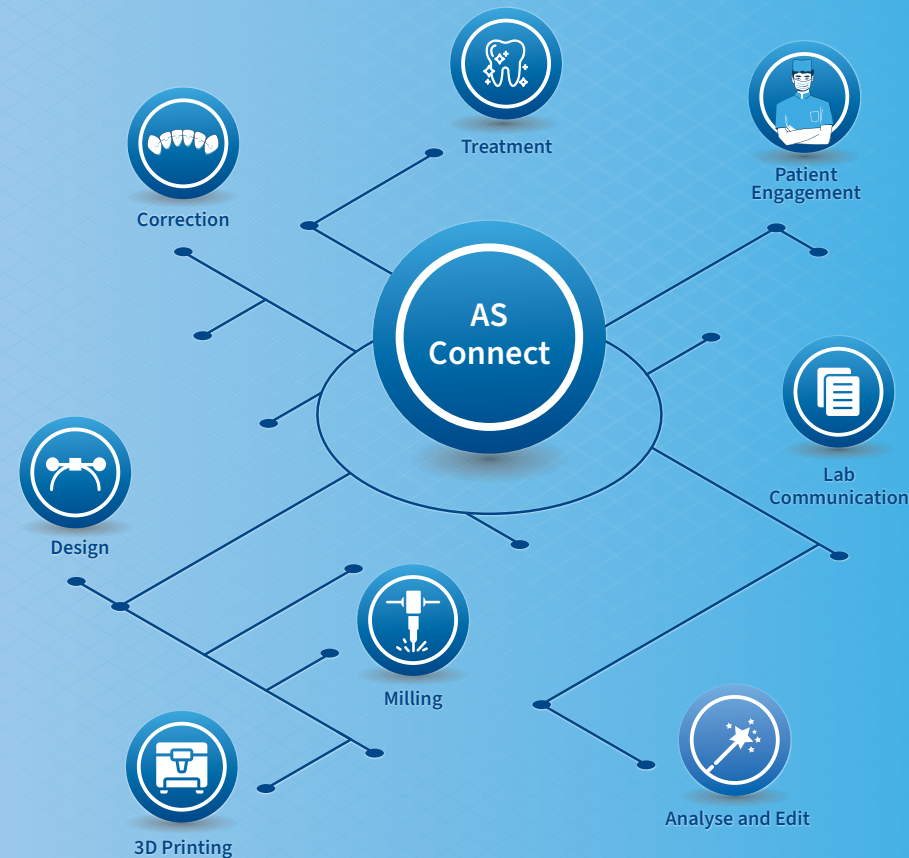 Treatment
Patient
Engagement
Correction
AS
Connect
Lab
Communication
Design
Milling
Analyse and Edit
3D Printing